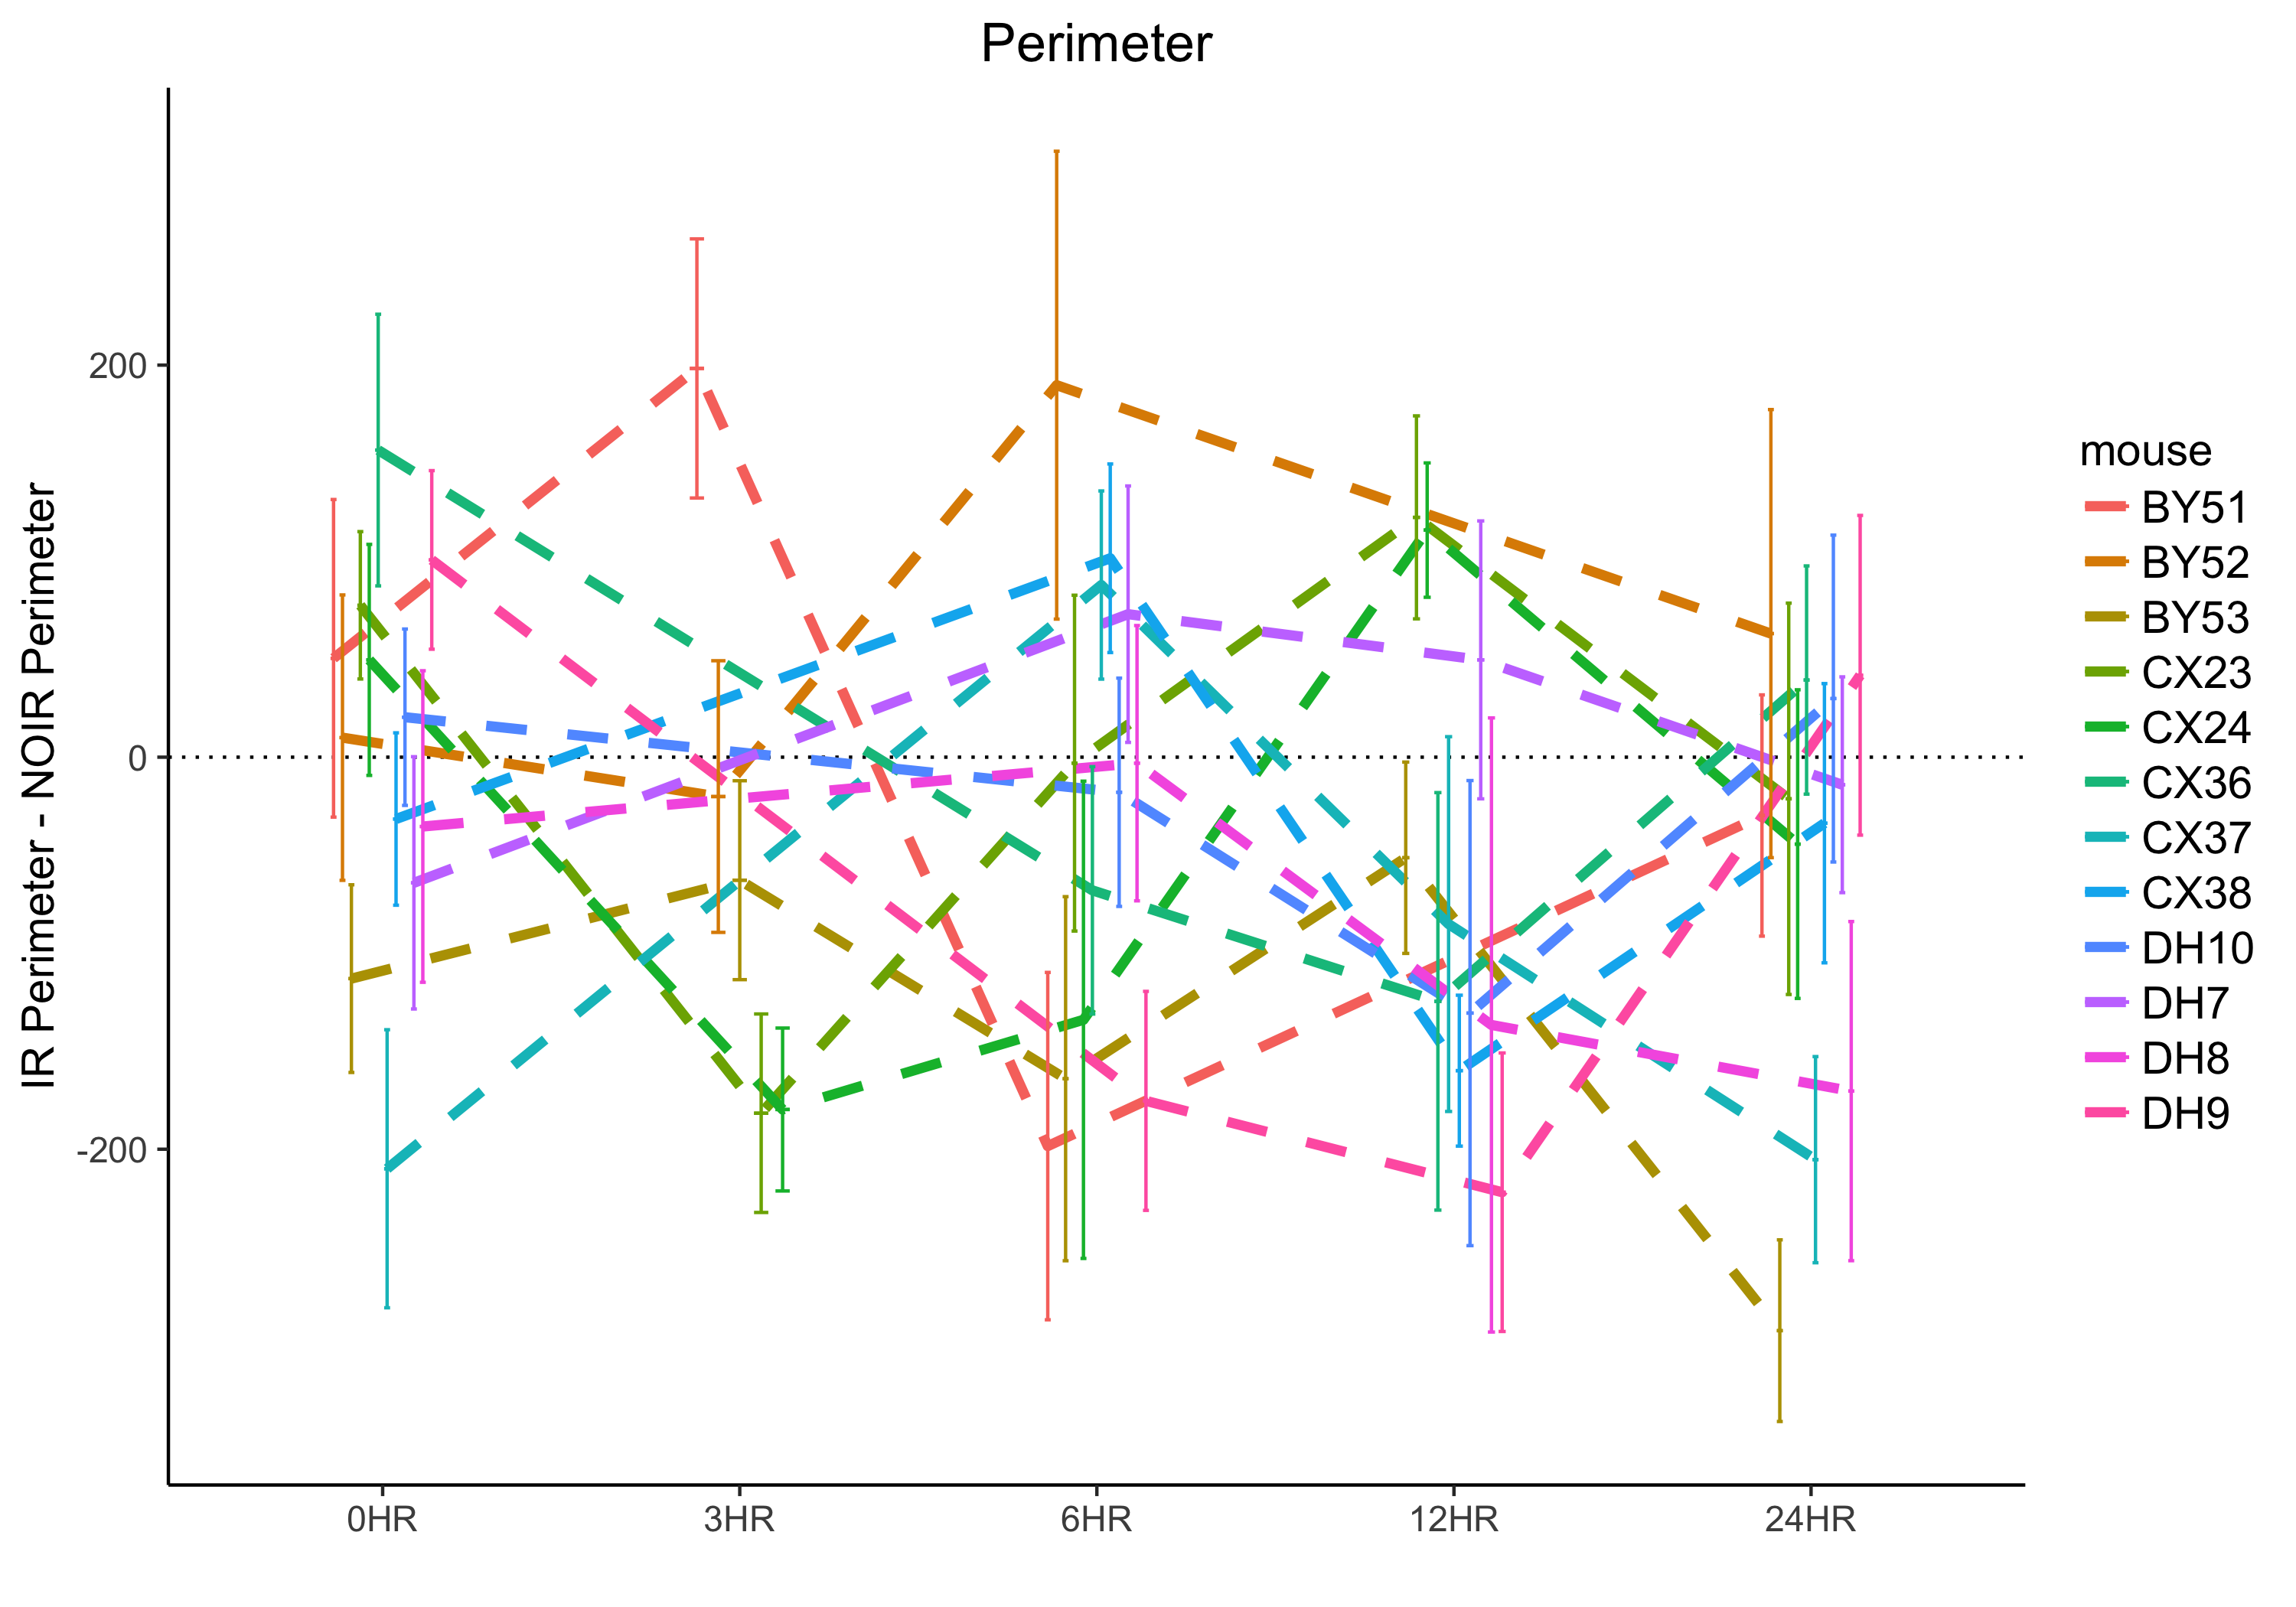 Perimeter
IR Perimeter - NOIR Perimeter
200
0
-200
0HR
3HR
6HR
12HR
24HR
mouse
BY51
BY52
BY53
CX23
CX24
CX36
CX37
CX38
DH10
DH7
DH8
DH9